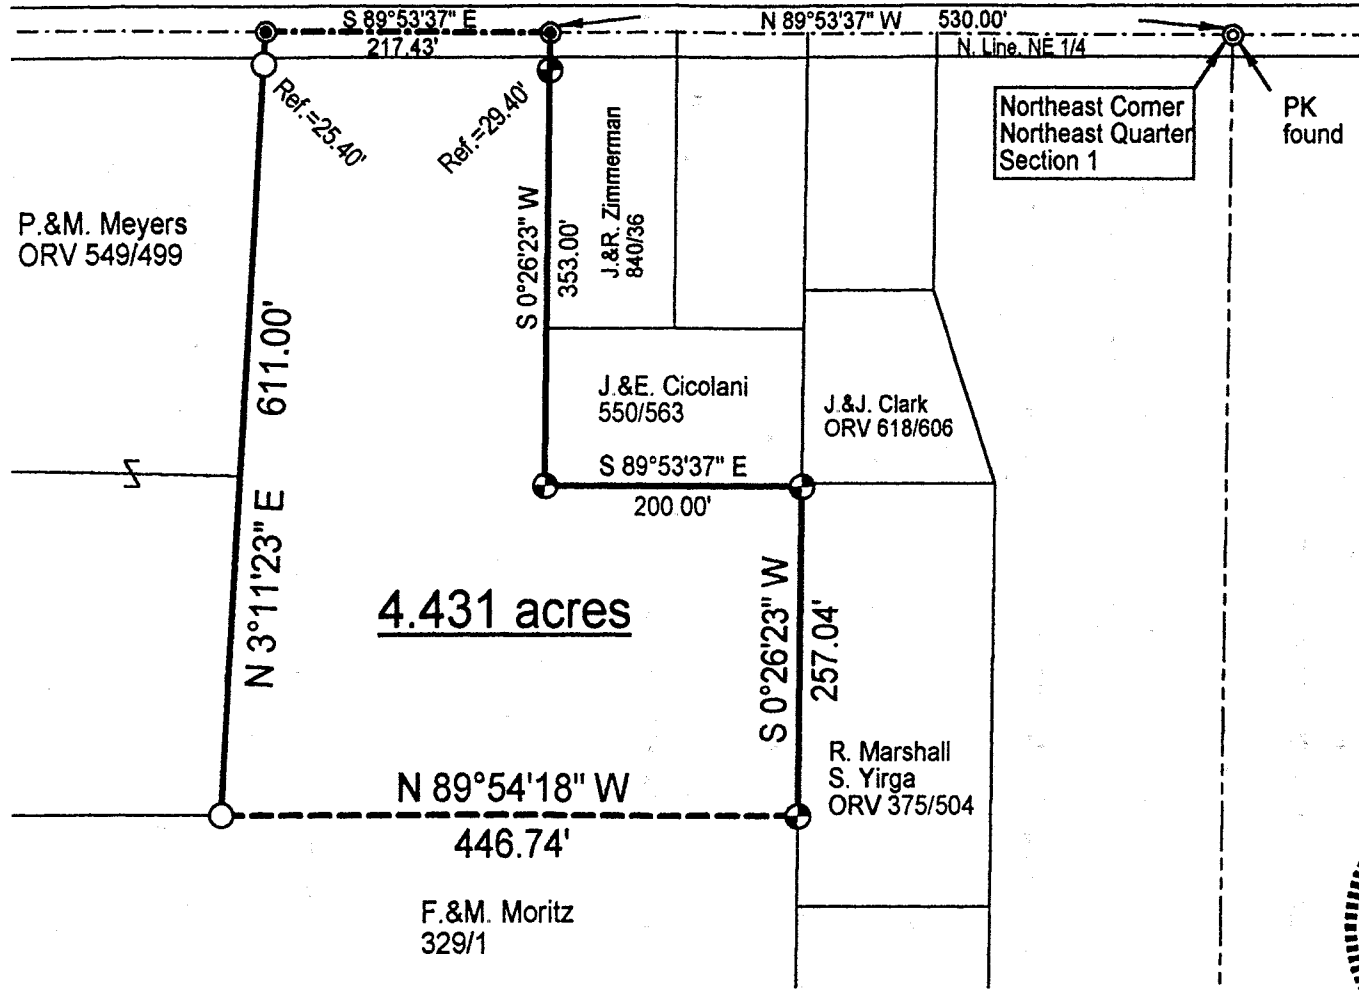 S 89°53'37" E
217.43'
N 89°53'37" W 530.00'
N. Line, NE 1/4
Northeast Corner
Northeast Quarter
Section 1
PK
found
Ref.=25.40'
Ref.=29.40'
P.&M. Meyers
ORV 549/499
S 0°26'23" W
353.00'
J.&R. Zimmerman
840/36
N 3°11'23" E 611.00'
J.&E. Cicolani
550/563
J.&J. Clark
ORV 618/606
S 89°53'37" E
200.00'
4.431 acres
S 0°26'23" W
257.04'
R. Marshall
S. Yirga
ORV 375/504
N 89°54'18" W
446.74'
F.&M. Moritz
329/1